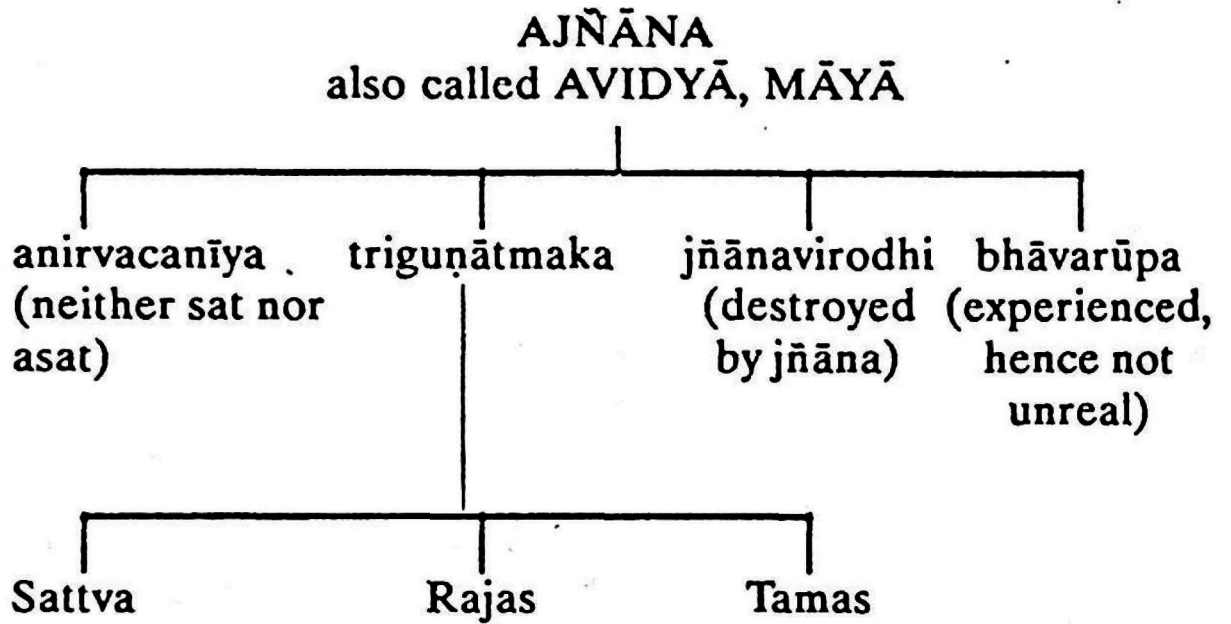 AJÑĀNA
also called AVIDYĀ, MĀYĀ
anirvacanīya
(neither sat nor
asat)
triguṇātmaka
jñānavirodhi
(destroyed
by jñāna)
bhāvarūpa
(experienced,
hence not
unreal)
Sattva
Rajas
Tamas